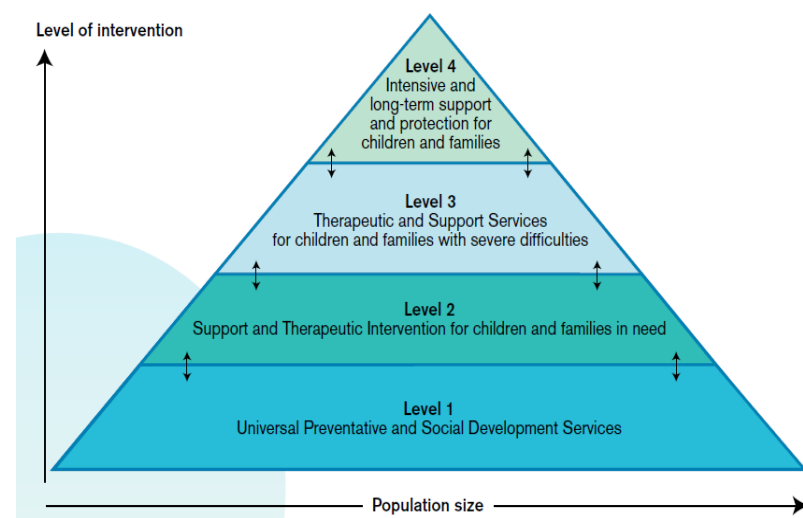 Level of intervention
Level 4
Intensive and
long-term support
and protection for
children and families
Level 3
Therapeutic and Support Services
for children and families with severe difficulties
Level 2
Support and Therapeutic Intervention for children and families in need
Level 1
Universal Preventative and Social Development Services
Population size